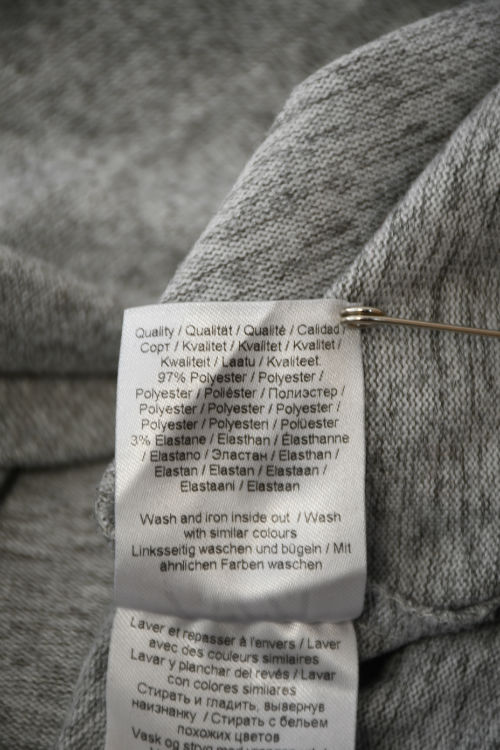 Quality / Qualität / Qualité / Calidad /
Сорт / Kvalitet / Kvalitet / Kvalitet /
Kwaliteit / Laatu / Kvaliteet.
97% Polyester / Polyester /
Polyester / Poliéster / Полиэстер /
Polyester / Polyester / Polyester /
Polyester / Polyesteri / Polüester
3% Elastane / Elasthan / Élasthanne
/ Elastano / Эластан / Elasthan /
Elastan / Elastan / Elastaan /
Elastaani / Elastaan
Wash and iron inside out / Wash
with similar colours
Linksseitig waschen und bügeln / Mit
ähnlichen Farben waschen
Laver et repasser à l'envers / Laver
avec des couleurs similaires
Lavar y planchar del revés / Lavar
con colores similares
Стирать и гладить, вывернув
наизнанку / Стирать с бельем
похожих цветов
Vask og stryg med